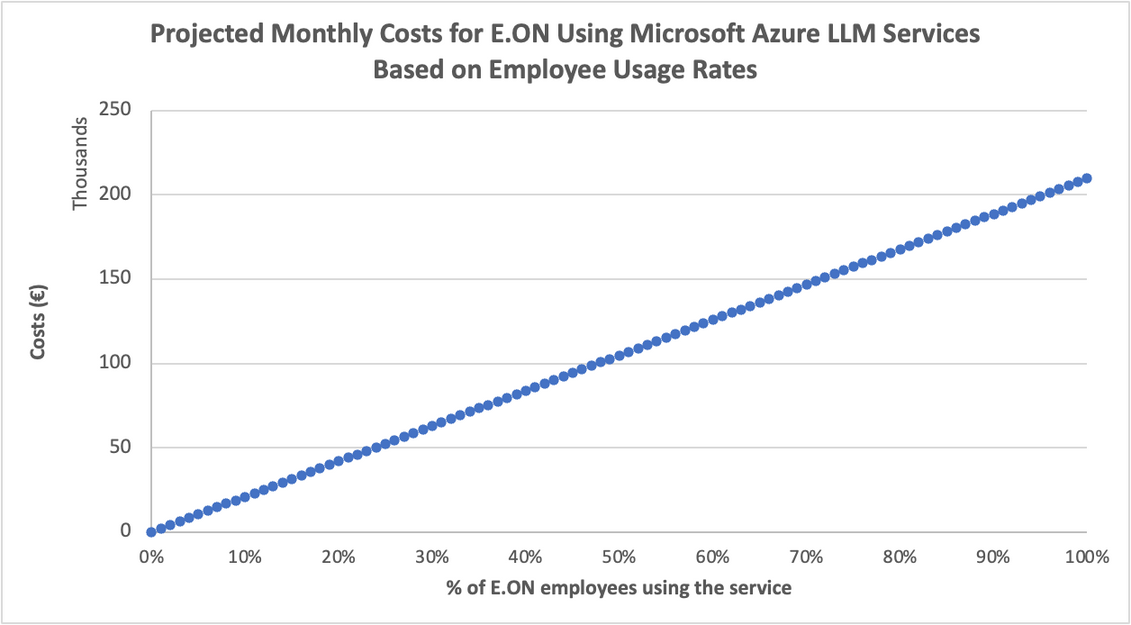 Projected Monthly Costs for E.ON Using Microsoft Azure LLM Services
Based on Employee Usage Rates
Thousands
Costs (€)
250
200
150
100
50
0
0% 10% 20% 30% 40% 50% 60% 70% 80% 90% 100%
% of E.ON employees using the service